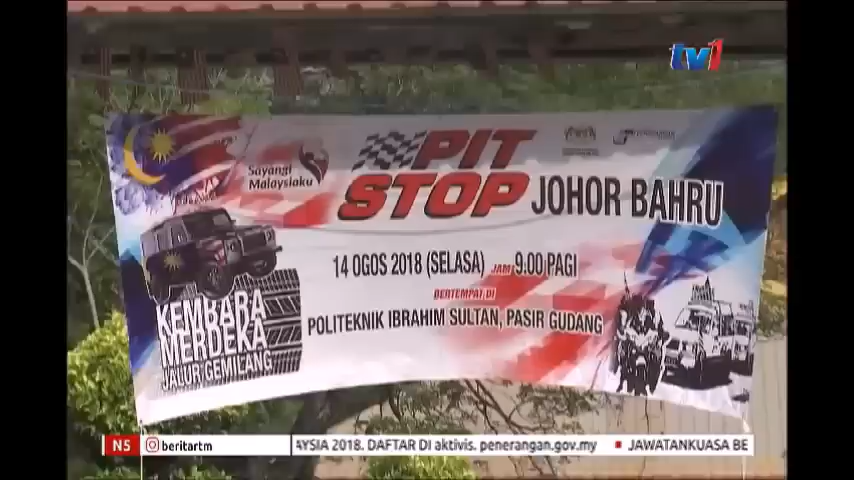 tv1
Sayangi
Malaysiaku
PIT
STOP JOHOR BAHRU
14 OGOS 2018 (SELASA) JAM 9.00 PAGI
BERTEMPAT DI
POLITEKNIK IBRAHIM SULTAN, PASIR GUDANG
KEMBARA
MERDEKA
JALUR GEMILANG
N5 beritartm AYSIA 2018. DAFTAR DI aktivis. penerangan.gov.my JAWATANKUASA BE